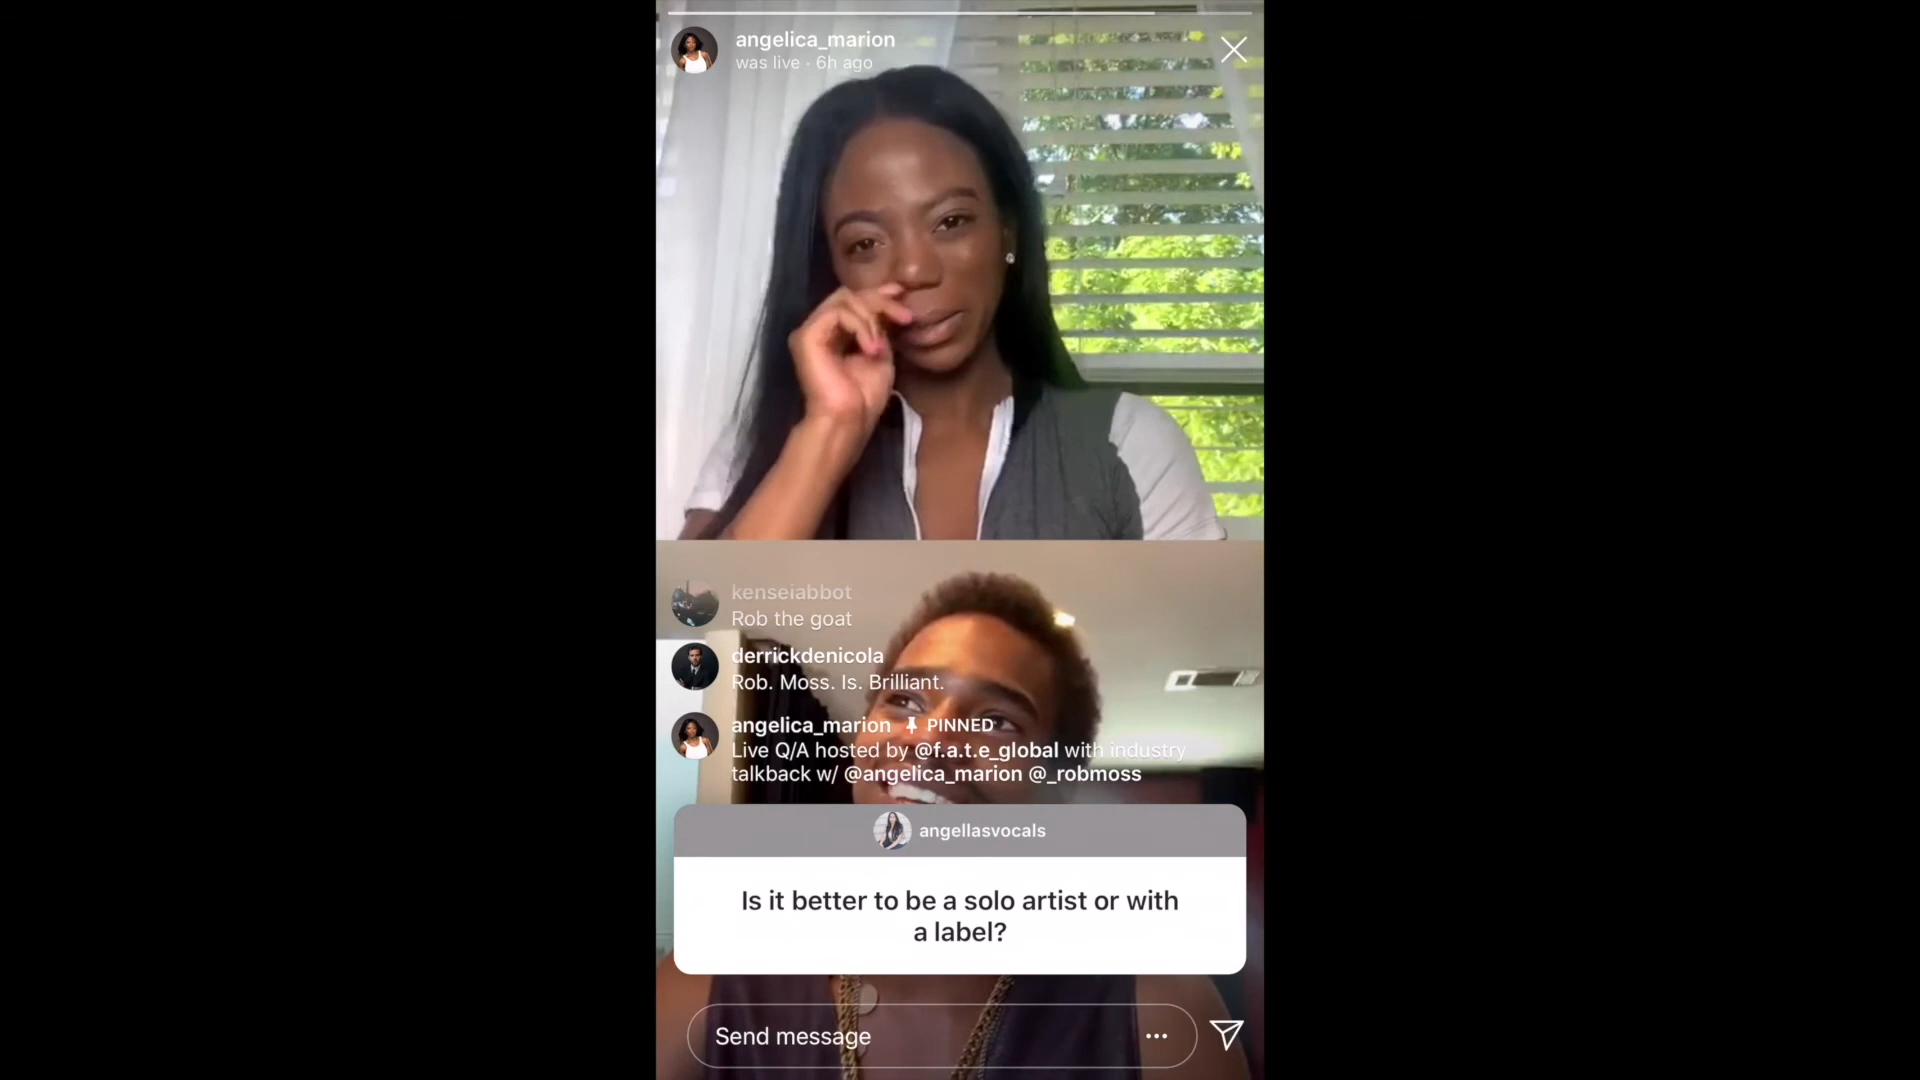 angelica_marion
was live · 6h ago
kenseiabbot
Rob the goat
derrickdenicola
Rob. Moss. Is. Brilliant.
angelica_marion PINNED
Live Q/A hosted by @f.a.t.e_global with industry
talkback w/ @angelica_marion @_robmoss
angellasvocals
Is it better to be a solo artist or with
a label?
Send message